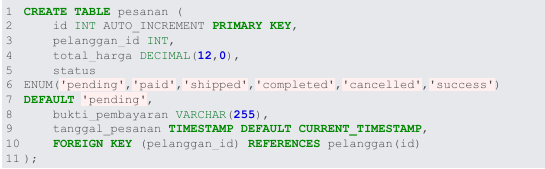 1 CREATE TABLE pesanan (
2 id INT AUTO_INCREMENT PRIMARY KEY,
3 pelanggan_id INT,
4 total_harga DECIMAL(12,0),
5 status
6 ENUM('pending','paid','shipped','completed','cancelled','success')
7 DEFAULT 'pending',
8 bukti_pembayaran VARCHAR(255),
9 tanggal_pesanan TIMESTAMP DEFAULT CURRENT_TIMESTAMP,
10 FOREIGN KEY (pelanggan_id) REFERENCES pelanggan(id)
11 );